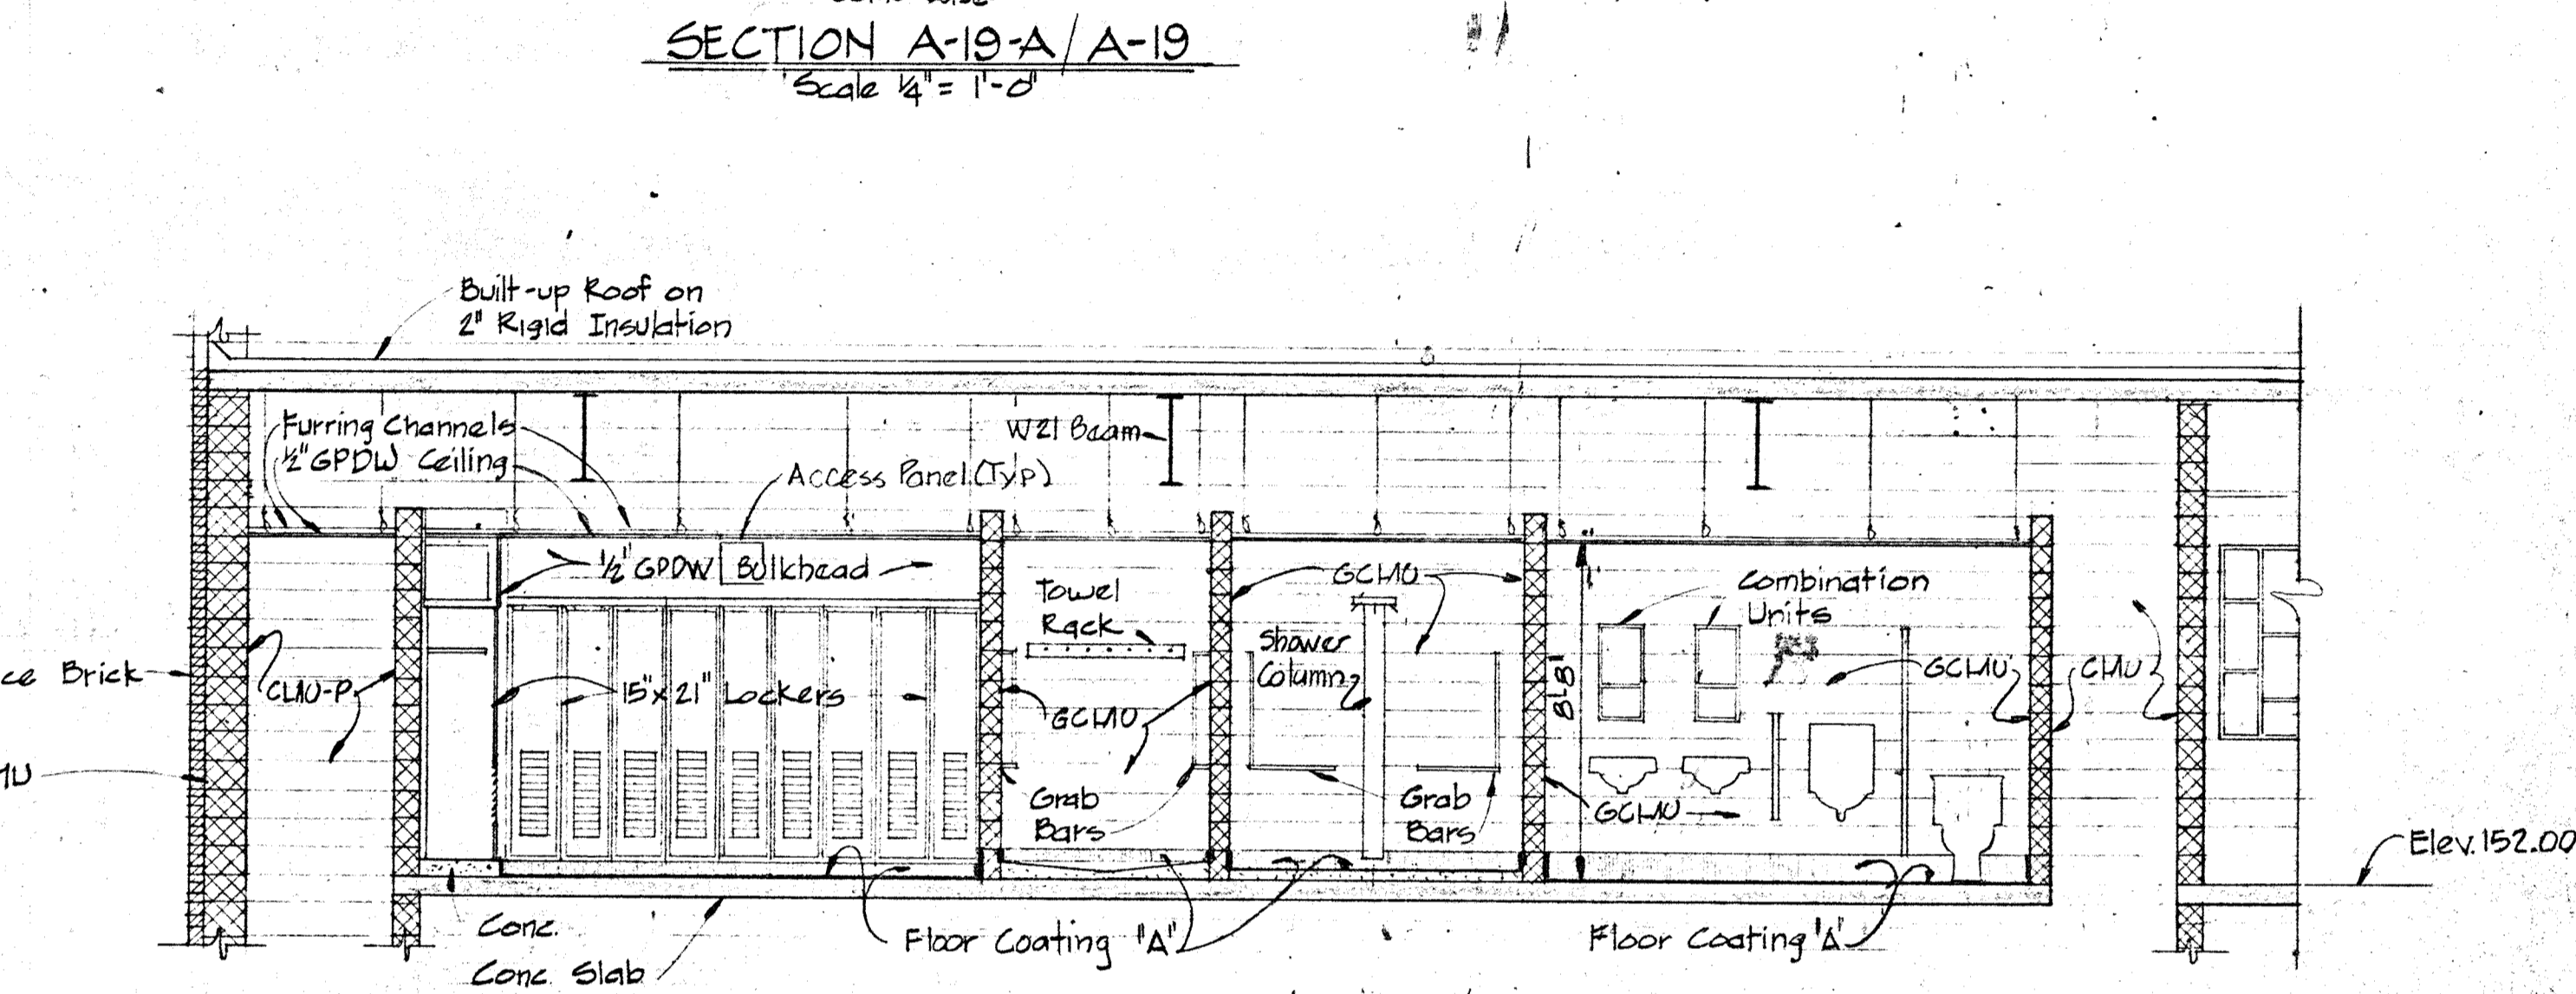 SECTION A-19-A/A-19
Scale 1/4" = 1'-0"
Built-up Roof on
2" Rigid Insulation
Furring Channels
1/2" GPDW Ceiling
W21 Beam
Access Panel (Typ)
1/2" GPDW Bulkhead
Towel
Rack
GCMU
Combination
Units
Shower
Column
ce Brick
CMU-P
15" x 21" Lockers
GCMU
8'-8"
GCMU
CMU
MU
Grab
Bars
Grab
Bars
GCMU
Elev. 152.00
Conc.
Conc. Slab
Floor Coating "A"
Floor Coating "A"